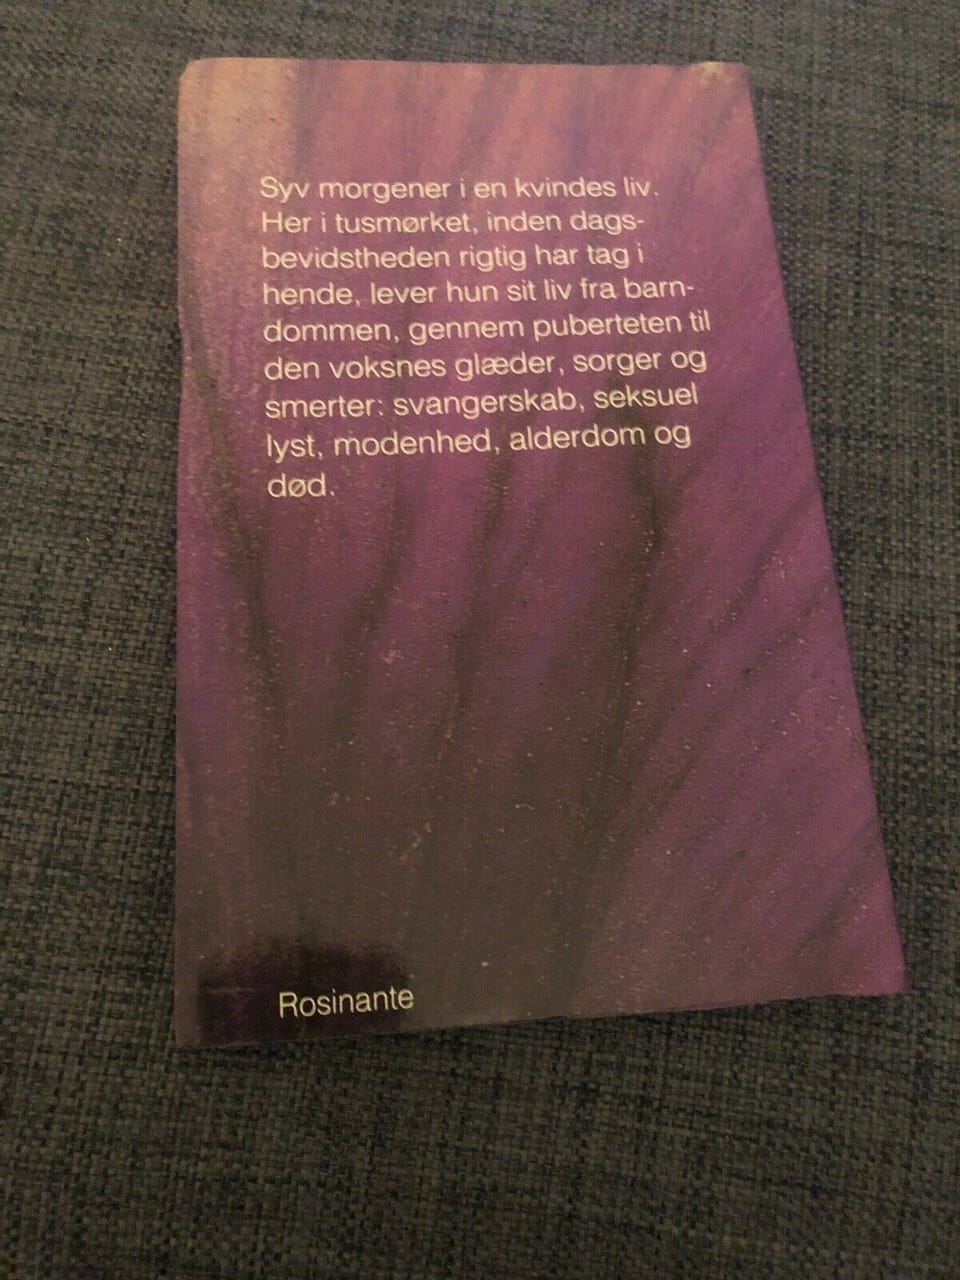 Syv morgener i en kvindes liv.
Her i tusmørket, inden dags-
bevidstheden rigtig har tag i
hende, lever hun sit liv fra barn-
dommen, gennem puberteten til
den voksnes glæder, sorger og
smerter: svangerskab, seksuel
lyst, modenhed, alderdom og
død.
Rosinante